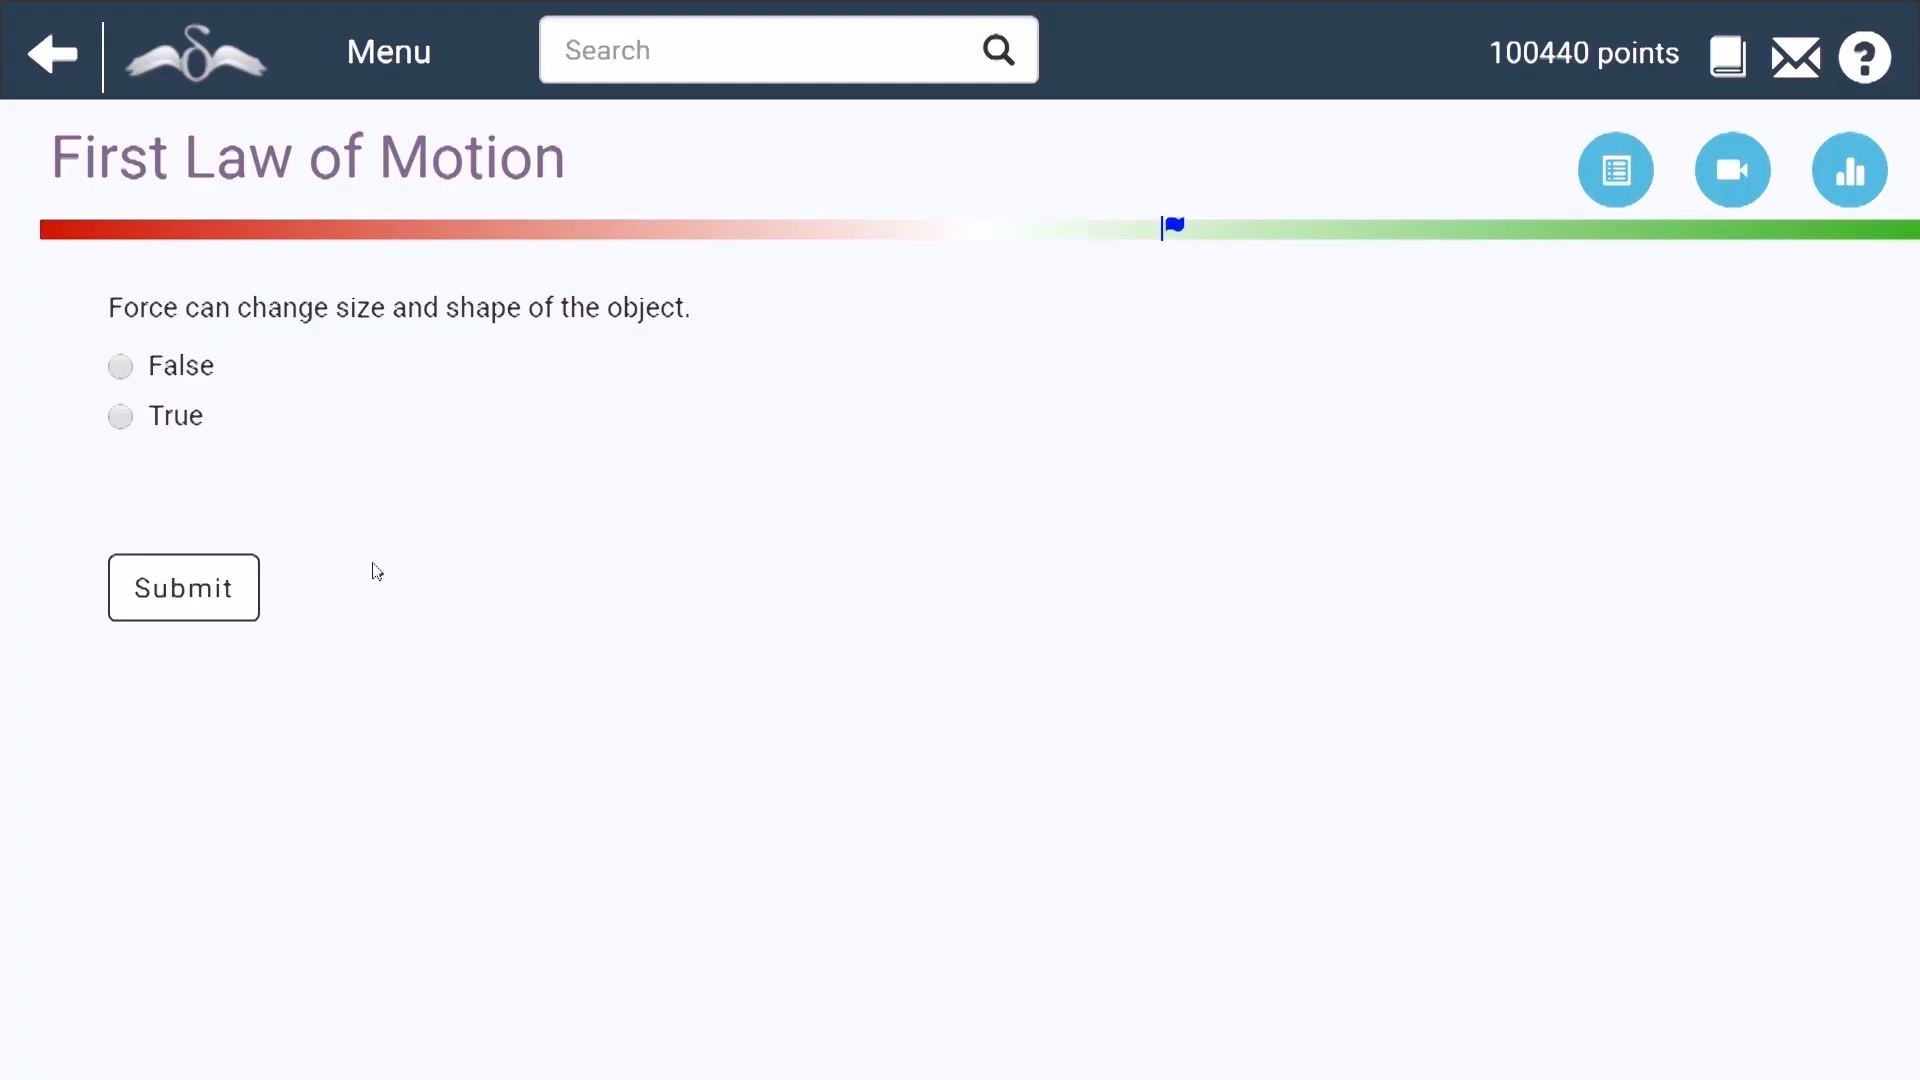 Menu
Search
100440 points
First Law of Motion
Force can change size and shape of the object.
False
True
Submit